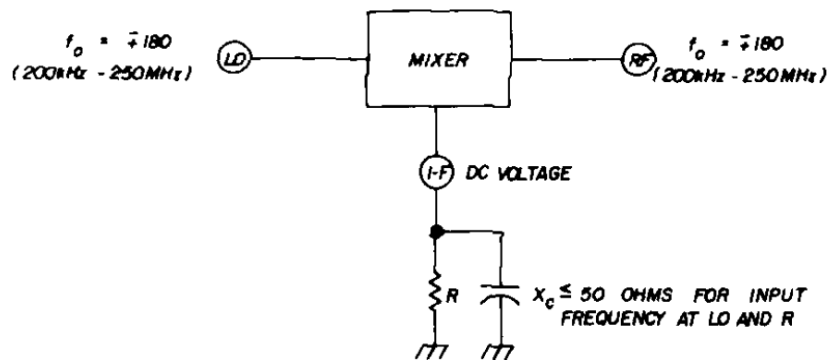 f₀ = ∓180
(200kHz - 250MHz)
LO
MIXER
RF
f₀ = ∓180
(200kHz - 250MHz)
I-F
DC VOLTAGE
R
X_C ≤ 50 OHMS FOR INPUT
FREQUENCY AT LO AND R